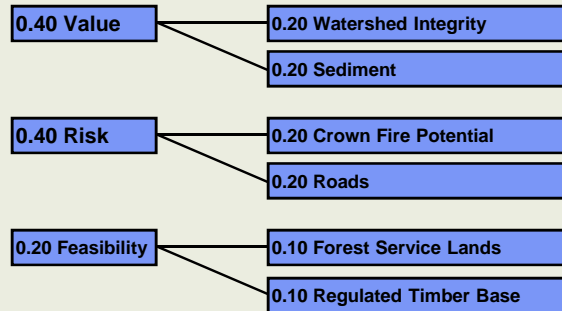 0.40 Value
0.20 Watershed Integrity
0.20 Sediment
0.40 Risk
0.20 Crown Fire Potential
0.20 Roads
0.20 Feasibility
0.10 Forest Service Lands
0.10 Regulated Timber Base